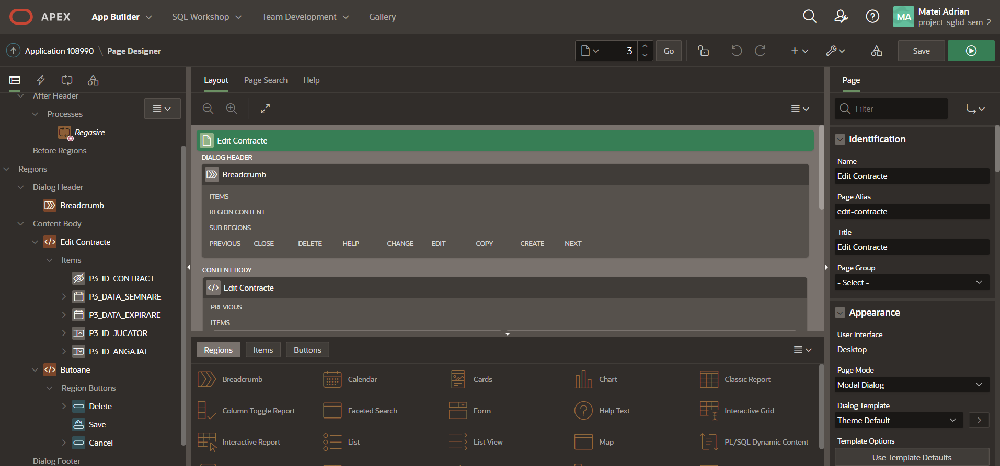 APEX App Builder SQL Workshop Team Development Gallery MA Matei Adrian
project_sgbd_sem_2
Application 108990 \ Page Designer 3 Go Save
Layout Page Search Help Page
After Header
Processes
Filter
Regasire
Before Regions
Regions
Dialog Header
Breadcrumb
Content Body
Edit Contracte
Items
P3_ID_CONTRACT
P3_DATA_SEMNARE
P3_DATA_EXPIRARE
P3_ID_JUCATOR
P3_ID_ANGAJAT
Butoane
Region Buttons
Delete
Save
Cancel
Dialog Footer
Edit Contracte
DIALOG HEADER
Breadcrumb
ITEMS
REGION CONTENT
SUB REGIONS
PREVIOUS CLOSE DELETE HELP CHANGE EDIT COPY CREATE NEXT
CONTENT BODY
Edit Contracte
PREVIOUS
ITEMS
Regions Items Buttons
Breadcrumb Calendar Cards Chart Classic Report
Column Toggle Report Faceted Search Form Help Text Interactive Grid
Interactive Report List List View Map PL/SQL Dynamic Content
Identification
Name
Edit Contracte
Page Alias
edit-contracte
Title
Edit Contracte
Page Group
- Select -
Appearance
User Interface
Desktop
Page Mode
Modal Dialog
Dialog Template
Theme Default
Template Options
Use Template Defaults